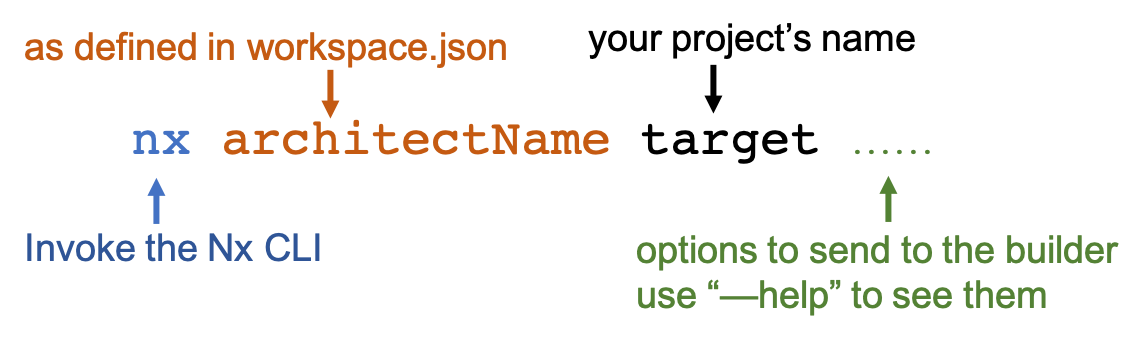 as defined in workspace.json
your project’s name
nx architectName target ......
Invoke the Nx CLI
options to send to the builder
use “—help” to see them